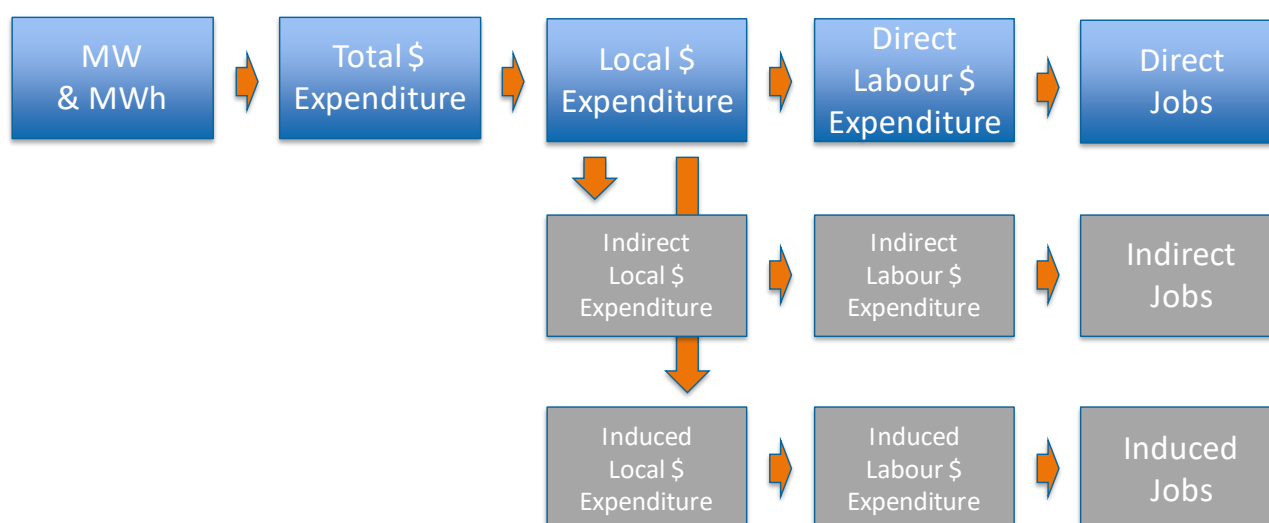 MW
& MWh
Total $
Expenditure
Local $
Expenditure
Direct
Labour $
Expenditure
Direct
Jobs
Indirect
Local $
Expenditure
Indirect
Labour $
Expenditure
Indirect
Jobs
Induced
Local $
Expenditure
Induced
Labour $
Expenditure
Induced
Jobs